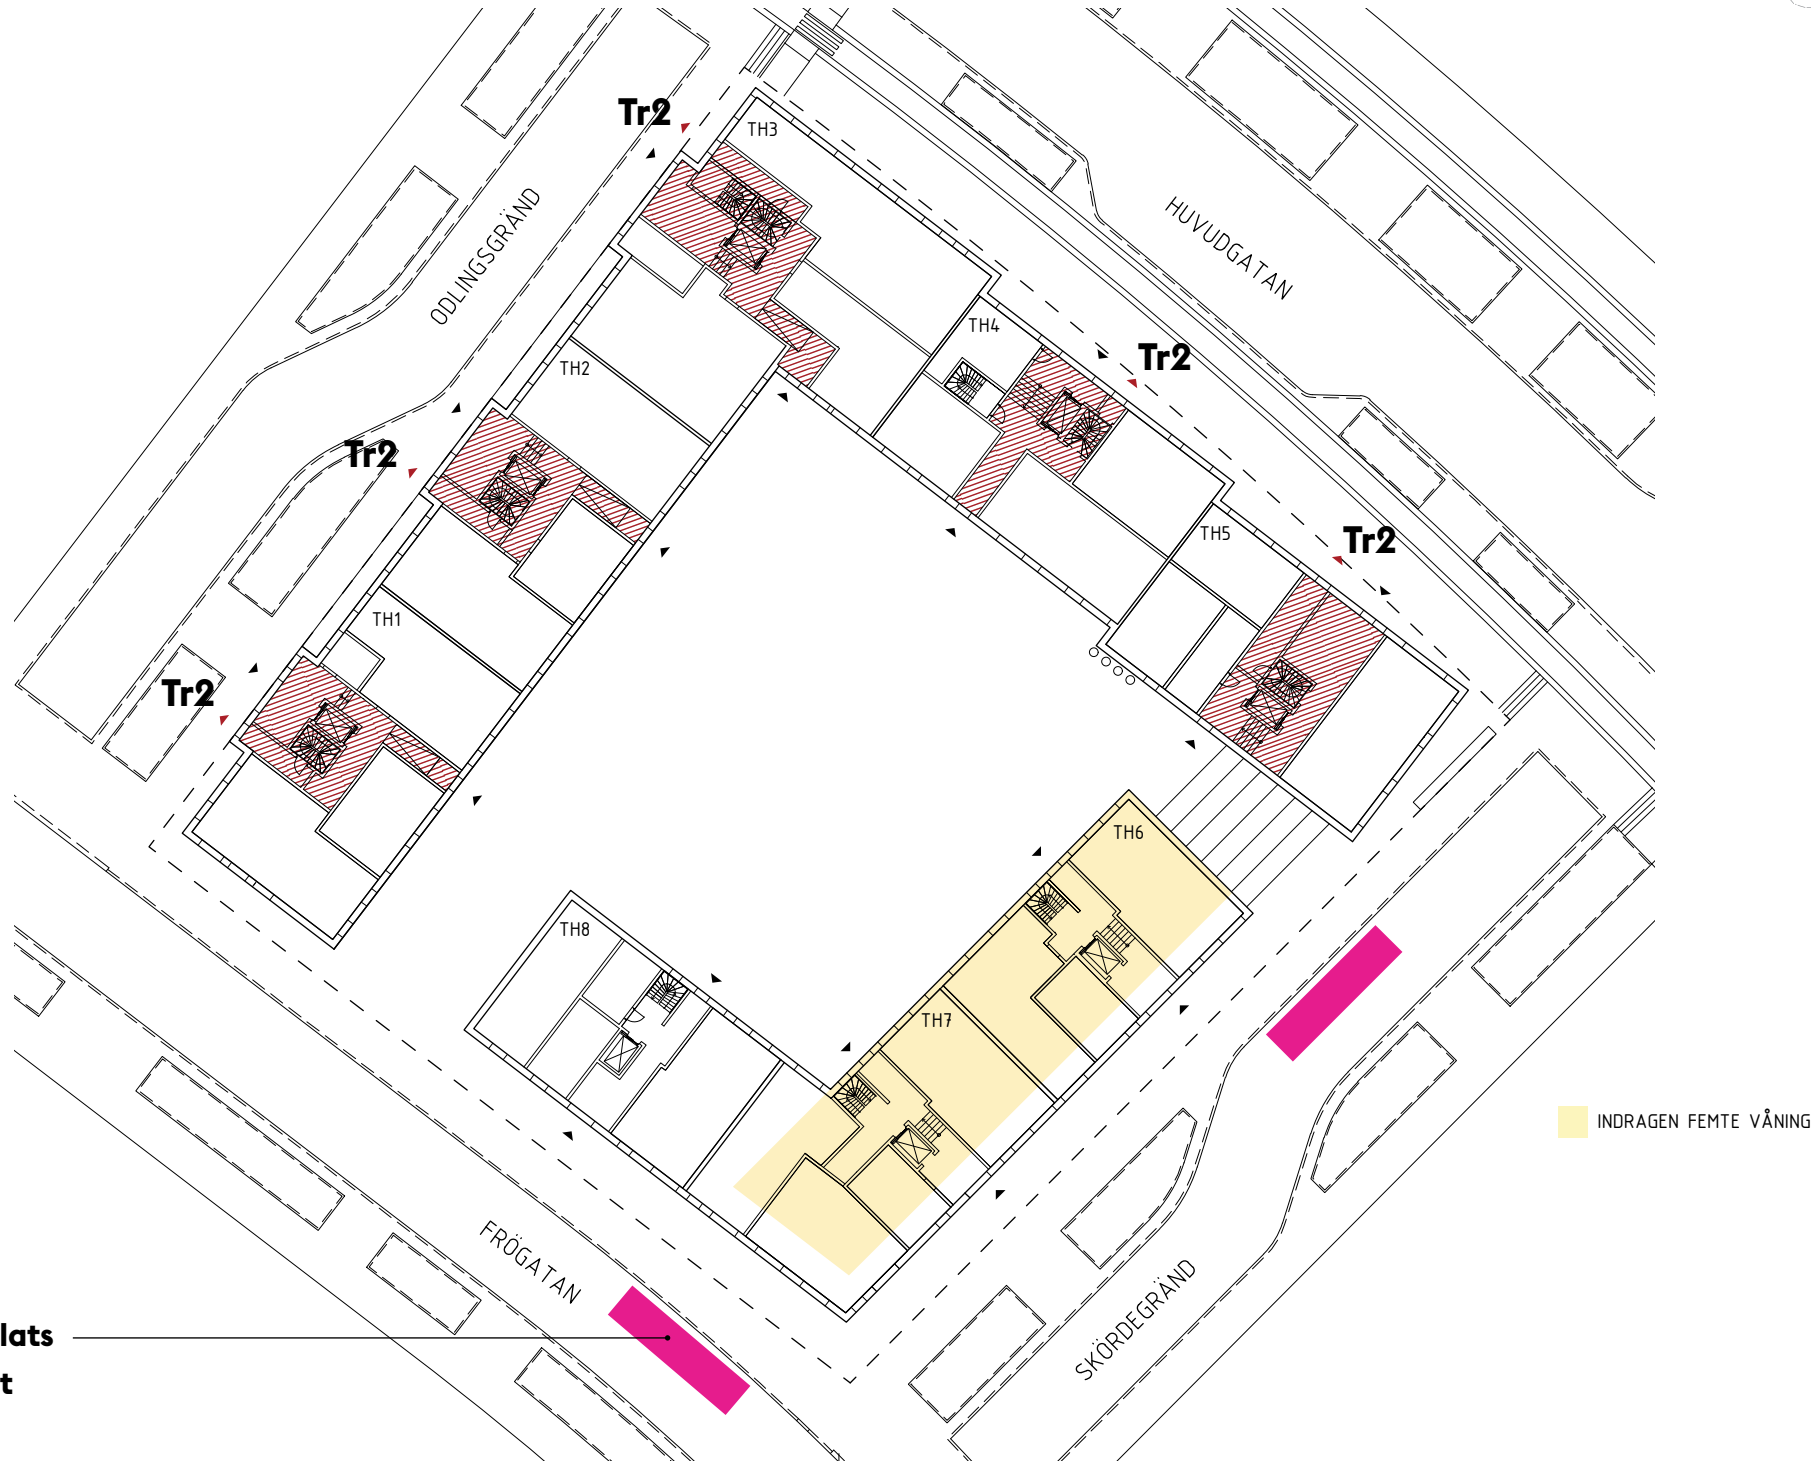 Tr2
TH3
HUVUDGATAN
ODLINGSGRÄND
TH4
Tr2
TH2
Tr2
TH5
Tr2
TH1
Tr2
TH6
TH8
TH7
INDRAGEN FEMTE VÅNING
FRÖGATAN
SKÖRDEGRÄND
lats
t